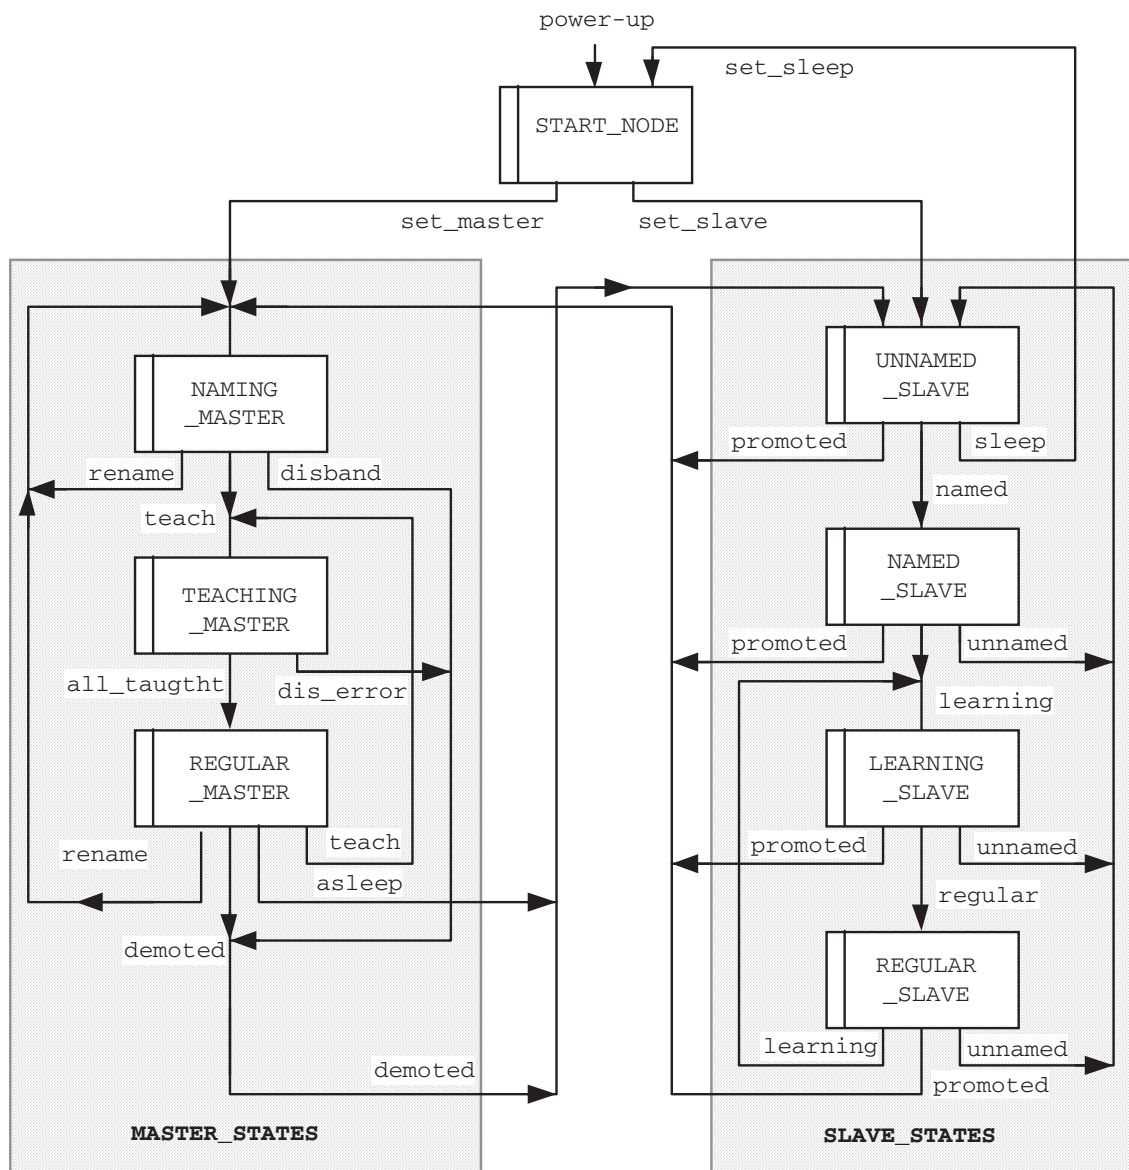 power-up
set_sleep
START_NODE
set_master
set_slave
NAMING
_MASTER
rename
disband
teach
TEACHING
_MASTER
all_taugtht
dis_error
REGULAR
_MASTER
rename
teach
asleep
demoted
demoted
MASTER_STATES
UNNAMED
_SLAVE
promoted
sleep
named
NAMED
_SLAVE
promoted
unnamed
learning
LEARNING
_SLAVE
promoted
unnamed
regular
REGULAR
_SLAVE
learning
unnamed
promoted
SLAVE_STATES